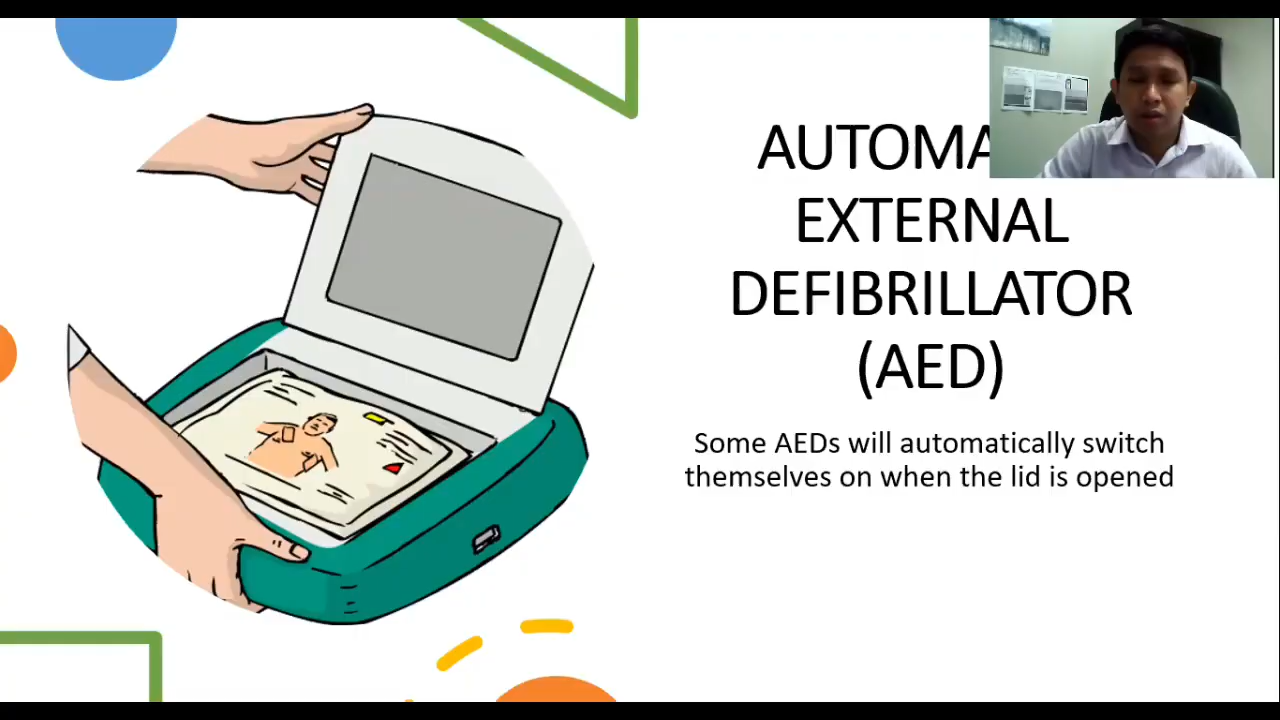 AUTOMA
EXTERNAL
DEFIBRILLATOR
(AED)
Some AEDs will automatically switch
themselves on when the lid is opened